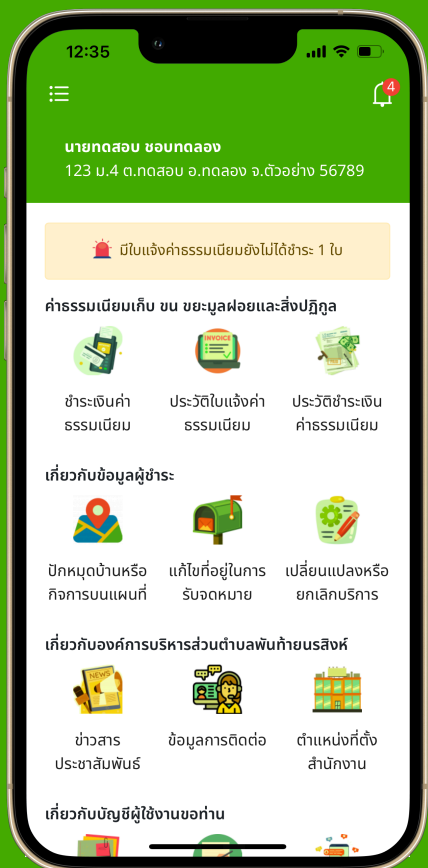 12:35
4
นายทดสอบ ชอบทดลอง
123 ม.4 ต.ทดสอบ อ.ทดลอง จ.ตัวอย่าง 56789
มีใบแจ้งค่าธรรมเนียมยังไม่ได้ชำระ 1 ใบ
ค่าธรรมเนียมเก็บ ขน ขยะมูลฝอยและสิ่งปฏิกูล
INVOICE
ชำระเงินค่า
ธรรมเนียม
ประวัติใบแจ้งค่า
ธรรมเนียม
ประวัติชำระเงิน
ค่าธรรมเนียม
เกี่ยวกับข้อมูลผู้ชำระ
ปักหมุดบ้านหรือ
กิจการบนแผนที่
แก้ไขที่อยู่ในการ
รับจดหมาย
เปลี่ยนแปลงหรือ
ยกเลิกบริการ
เกี่ยวกับองค์การบริหารส่วนตำบลพันท้ายนรสิงห์
NEWS
ข่าวสาร
ประชาสัมพันธ์
ข้อมูลการติดต่อ
ตำแหน่งที่ตั้ง
สำนักงาน
เกี่ยวกับบัญชีผู้ใช้งานขอท่าน